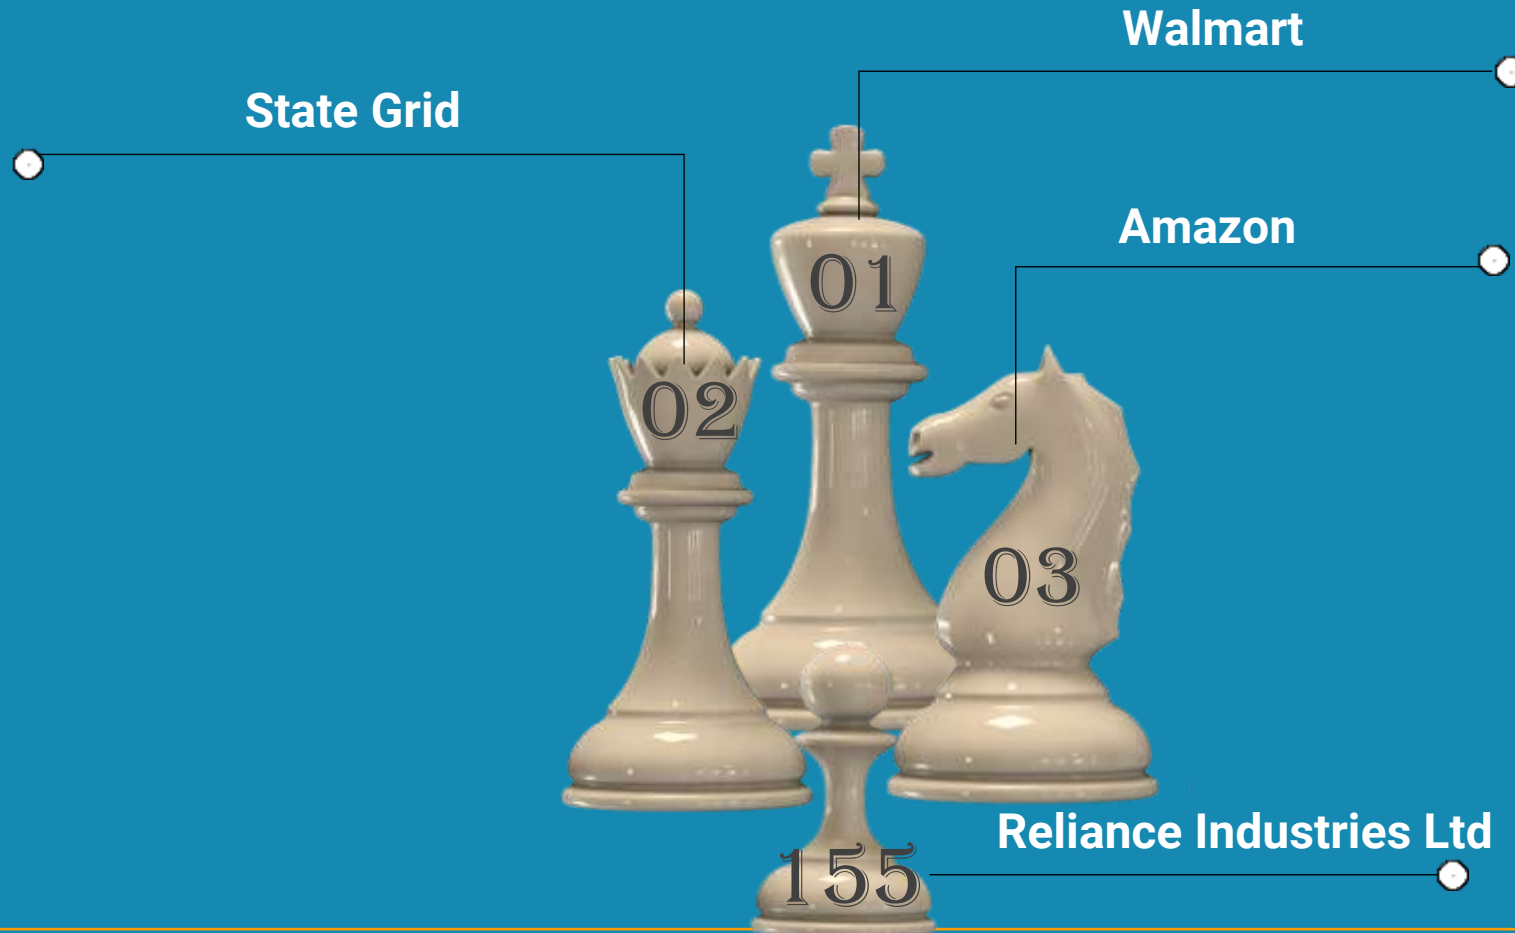 Walmart
State Grid
Amazon
01
02
03
Reliance Industries Ltd
155